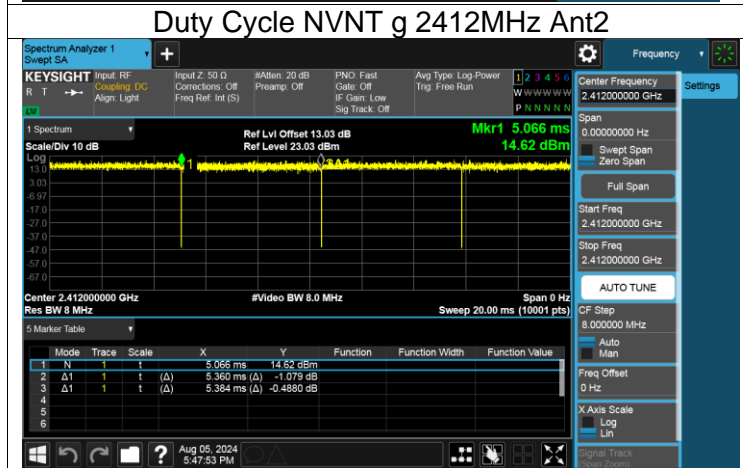 Duty Cycle NVNT g 2412MHz Ant2
Spectrum Analyzer 1
Swept SA
Frequency
KEYSIGHT
R T
Input: RF
Coupling: DC
Align: Light
Input Z: 50 Ω
Corrections: Off
Freq Ref: Int (S)
#Atten: 20 dB
Preamp: Off
PNO: Fast
Gate: Off
IF Gain: Low
Sig Track: Off
Avg Type: Log-Power
Trig: Free Run
1 2 3 4 5 6
W W W W W W
P N N N N N
LW
1 Spectrum
Scale/Div 10 dB
Ref Lvl Offset 13.03 dB
Ref Level 23.03 dBm
Mkr1 5.066 ms
14.62 dBm
Log
13.0
3.03
-6.97
-17.0
-27.0
-37.0
-47.0
-57.0
-67.0
1
Center 2.412000000 GHz
Res BW 8 MHz
#Video BW 8.0 MHz
Span 0 Hz
Sweep 20.00 ms (10001 pts)
5 Marker Table
Mode Trace Scale X Y Function Function Width Function Value
1 N 1 t 5.066 ms 14.62 dBm
2 Δ1 1 t (Δ) 5.360 ms (Δ) -1.079 dB
3 Δ1 1 t (Δ) 5.384 ms (Δ) -0.4880 dB
4
5
6
Aug 05, 2024
5:47:53 PM
Center Frequency
2.412000000 GHz
Settings
Span
0.00000000 Hz
Swept Span
Zero Span
Full Span
Start Freq
2.412000000 GHz
Stop Freq
2.412000000 GHz
AUTO TUNE
CF Step
8.000000 MHz
Auto
Man
Freq Offset
0 Hz
X Axis Scale
Log
Lin
Signal Track
(Span Zoom)